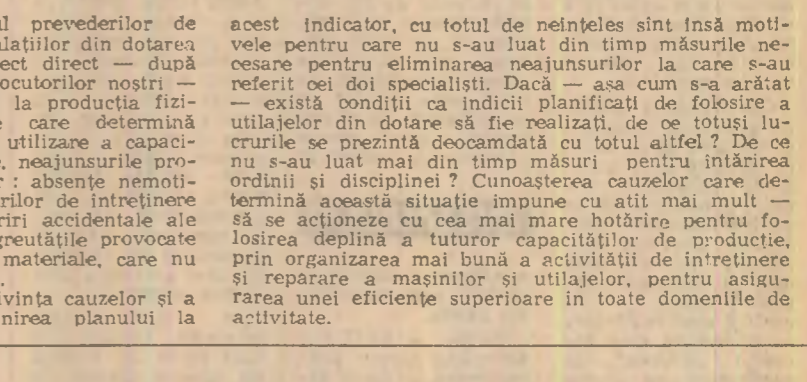 l prevederilor de
lațiilor din dotarea
ect direct — după
ocutorilor noștri —
la producția fizi-
care determină
utilizare a capaci-
, neajunsurile pro-
: absențe nemoti-
rilor de întreținere
riri accidentale ale
greutățile provocate
materiale, care nu
.
vința cauzelor și a
nirea planului la
acest indicator, cu totul de neînțeles sînt însă moti-
vele pentru care nu s-au luat din timp măsurile ne-
cesare pentru eliminarea neajunsurilor la care s-au
referit cei doi specialiști. Dacă — așa cum s-a arătat
— există condiții ca indicii planificați de folosire a
utilajelor din dotare să fie realizați, de ce totuși lu-
crurile se prezintă deocamdată cu totul altfel ? De ce
nu s-au luat mai din timp măsuri pentru întărirea
ordinii și disciplinei ? Cunoașterea cauzelor care de-
termină această situație impune cu atît mai mult —
să se acționeze cu cea mai mare hotărîre pentru fo-
losirea deplină a tuturor capacităților de producție,
prin organizarea mai bună a activității de întreținere
și reparare a mașinilor și utilajelor, pentru asigu-
rarea unei eficiențe superioare în toate domeniile de
activitate.